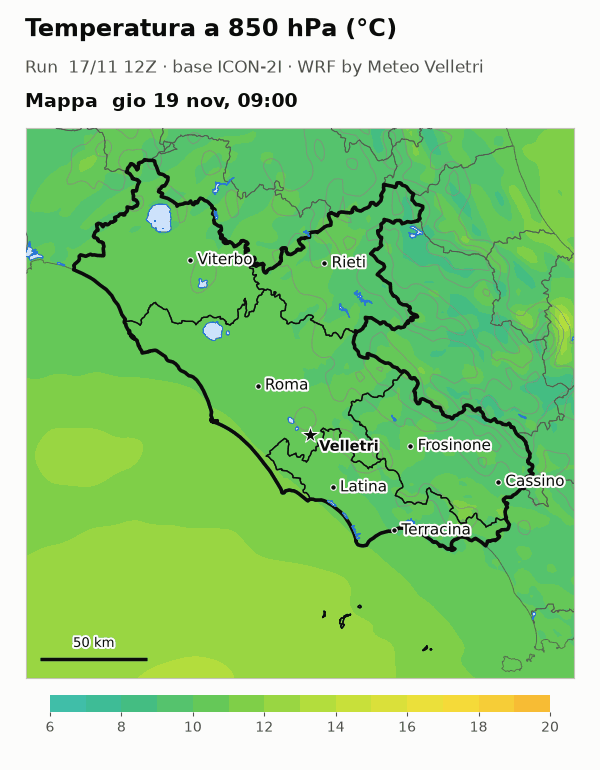 Temperatura a 850 hPa (°C)
Run 17/11 12Z · base ICON-2I · WRF by Meteo Velletri
Mappa gio 19 nov, 09:00
Viterbo
Rieti
Roma
Velletri
Frosinone
Cassino
Latina
Terracina
50 km
6 8 10 12 14 16 18 20